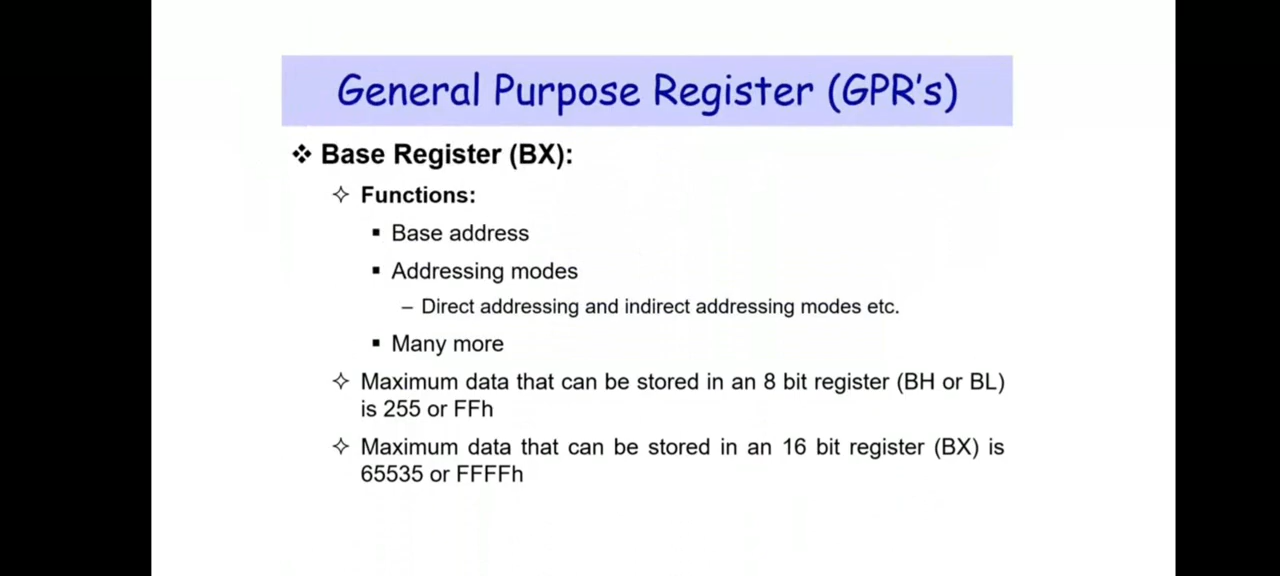 General Purpose Register (GPR's)
❖ Base Register (BX):
✧ Functions:
▪ Base address
▪ Addressing modes
– Direct addressing and indirect addressing modes etc.
▪ Many more
✧ Maximum data that can be stored in an 8 bit register (BH or BL)
is 255 or FFh
✧ Maximum data that can be stored in an 16 bit register (BX) is
65535 or FFFFh